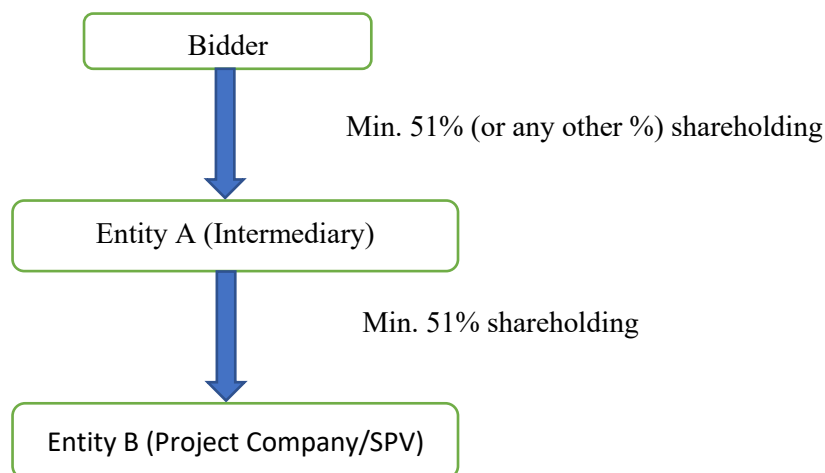 Bidder
Min. 51% (or any other %) shareholding
Entity A (Intermediary)
Min. 51% shareholding
Entity B (Project Company/SPV)